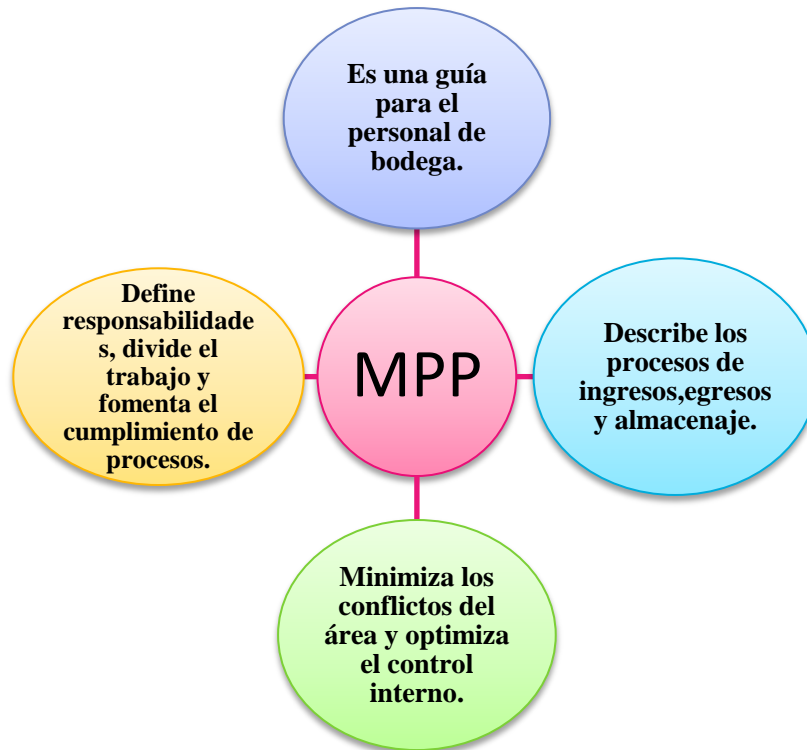 Es una guía
para el
personal de
bodega.
Define
responsabilidade
s, divide el
trabajo y
fomenta el
cumplimiento de
procesos.
MPP
Describe los
procesos de
ingresos,egresos
y almacenaje.
Minimiza los
conflictos del
área y optimiza
el control
interno.